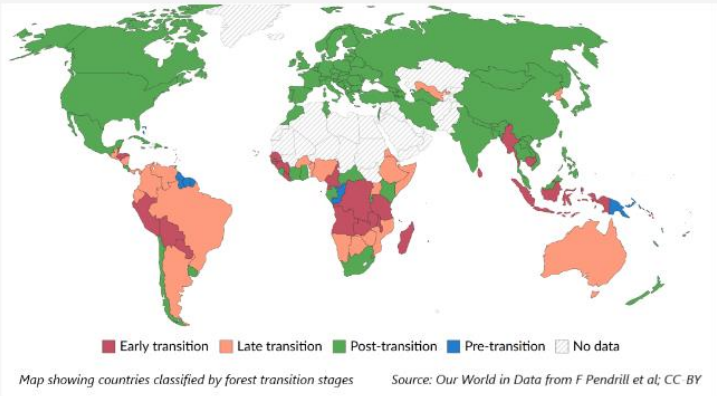 Early transition Late transition Post-transition Pre-transition No data
Map showing countries classified by forest transition stages Source: Our World in Data from F Pendrill et al; CC-BY